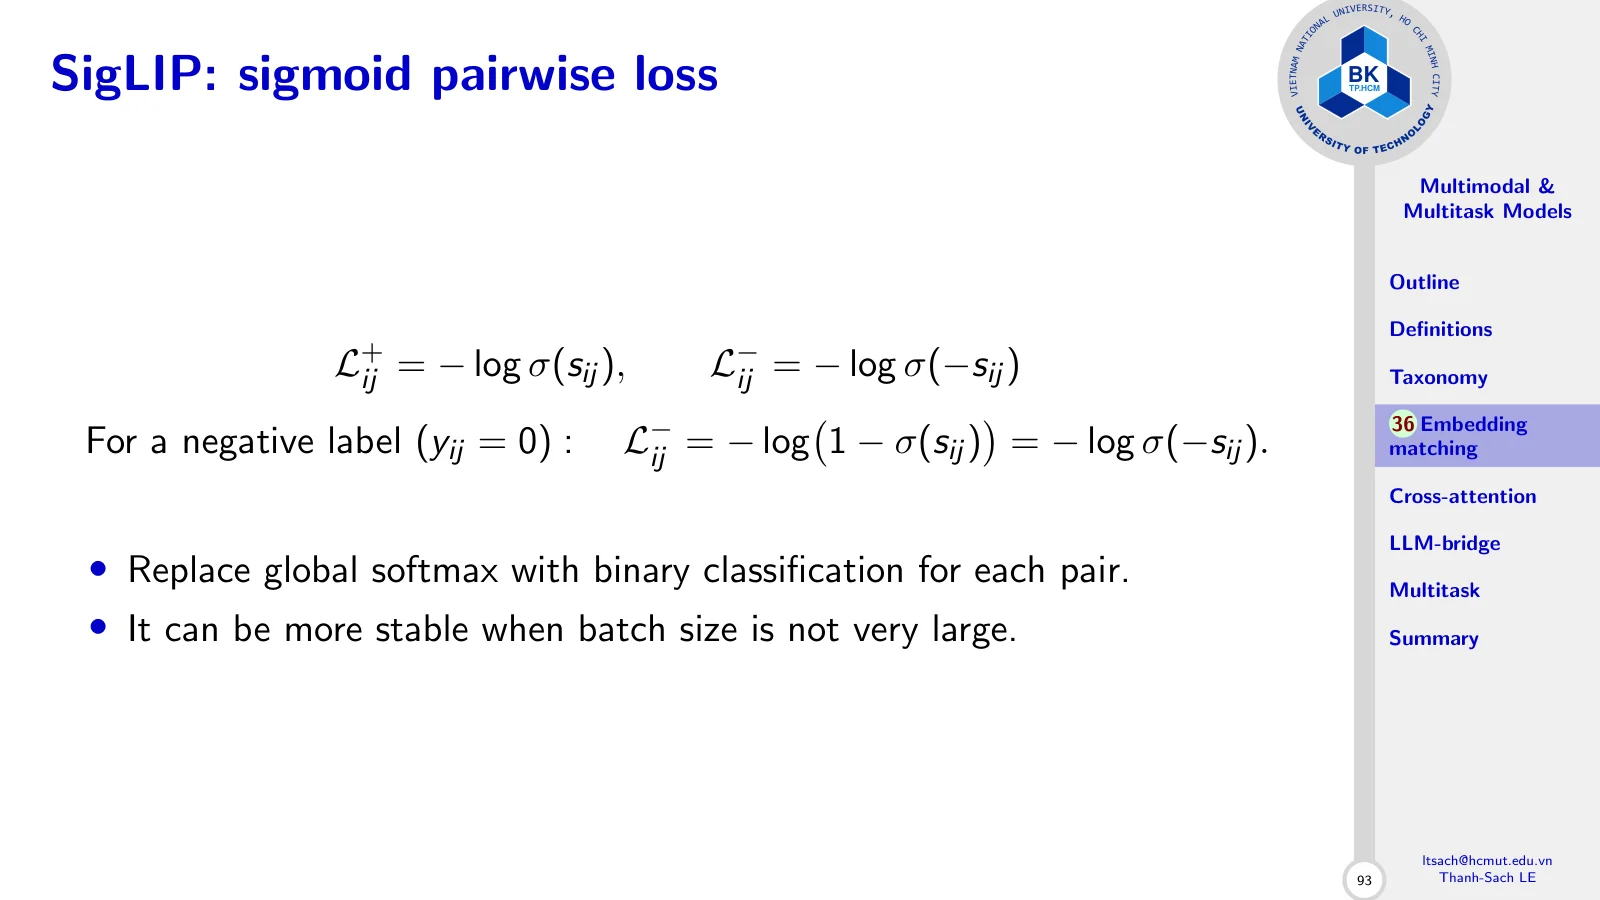 SigLIP: sigmoid pairwise loss
ℒ⁺ᵢⱼ = − log σ(sᵢⱼ),    ℒ⁻ᵢⱼ = − log σ(−sᵢⱼ)
For a negative label (yᵢⱼ = 0) :    ℒ⁻ᵢⱼ = − log(1 − σ(sᵢⱼ)) = − log σ(−sᵢⱼ).
• Replace global softmax with binary classification for each pair.
• It can be more stable when batch size is not very large.
VIETNAM NATIONAL UNIVERSITY, HO CHI MINH CITY
BK
TP.HCM
UNIVERSITY OF TECHNOLOGY
Multimodal &
Multitask Models
Outline
Definitions
Taxonomy
36 Embedding
matching
Cross-attention
LLM-bridge
Multitask
Summary
ltsach@hcmut.edu.vn
Thanh-Sach LE
93